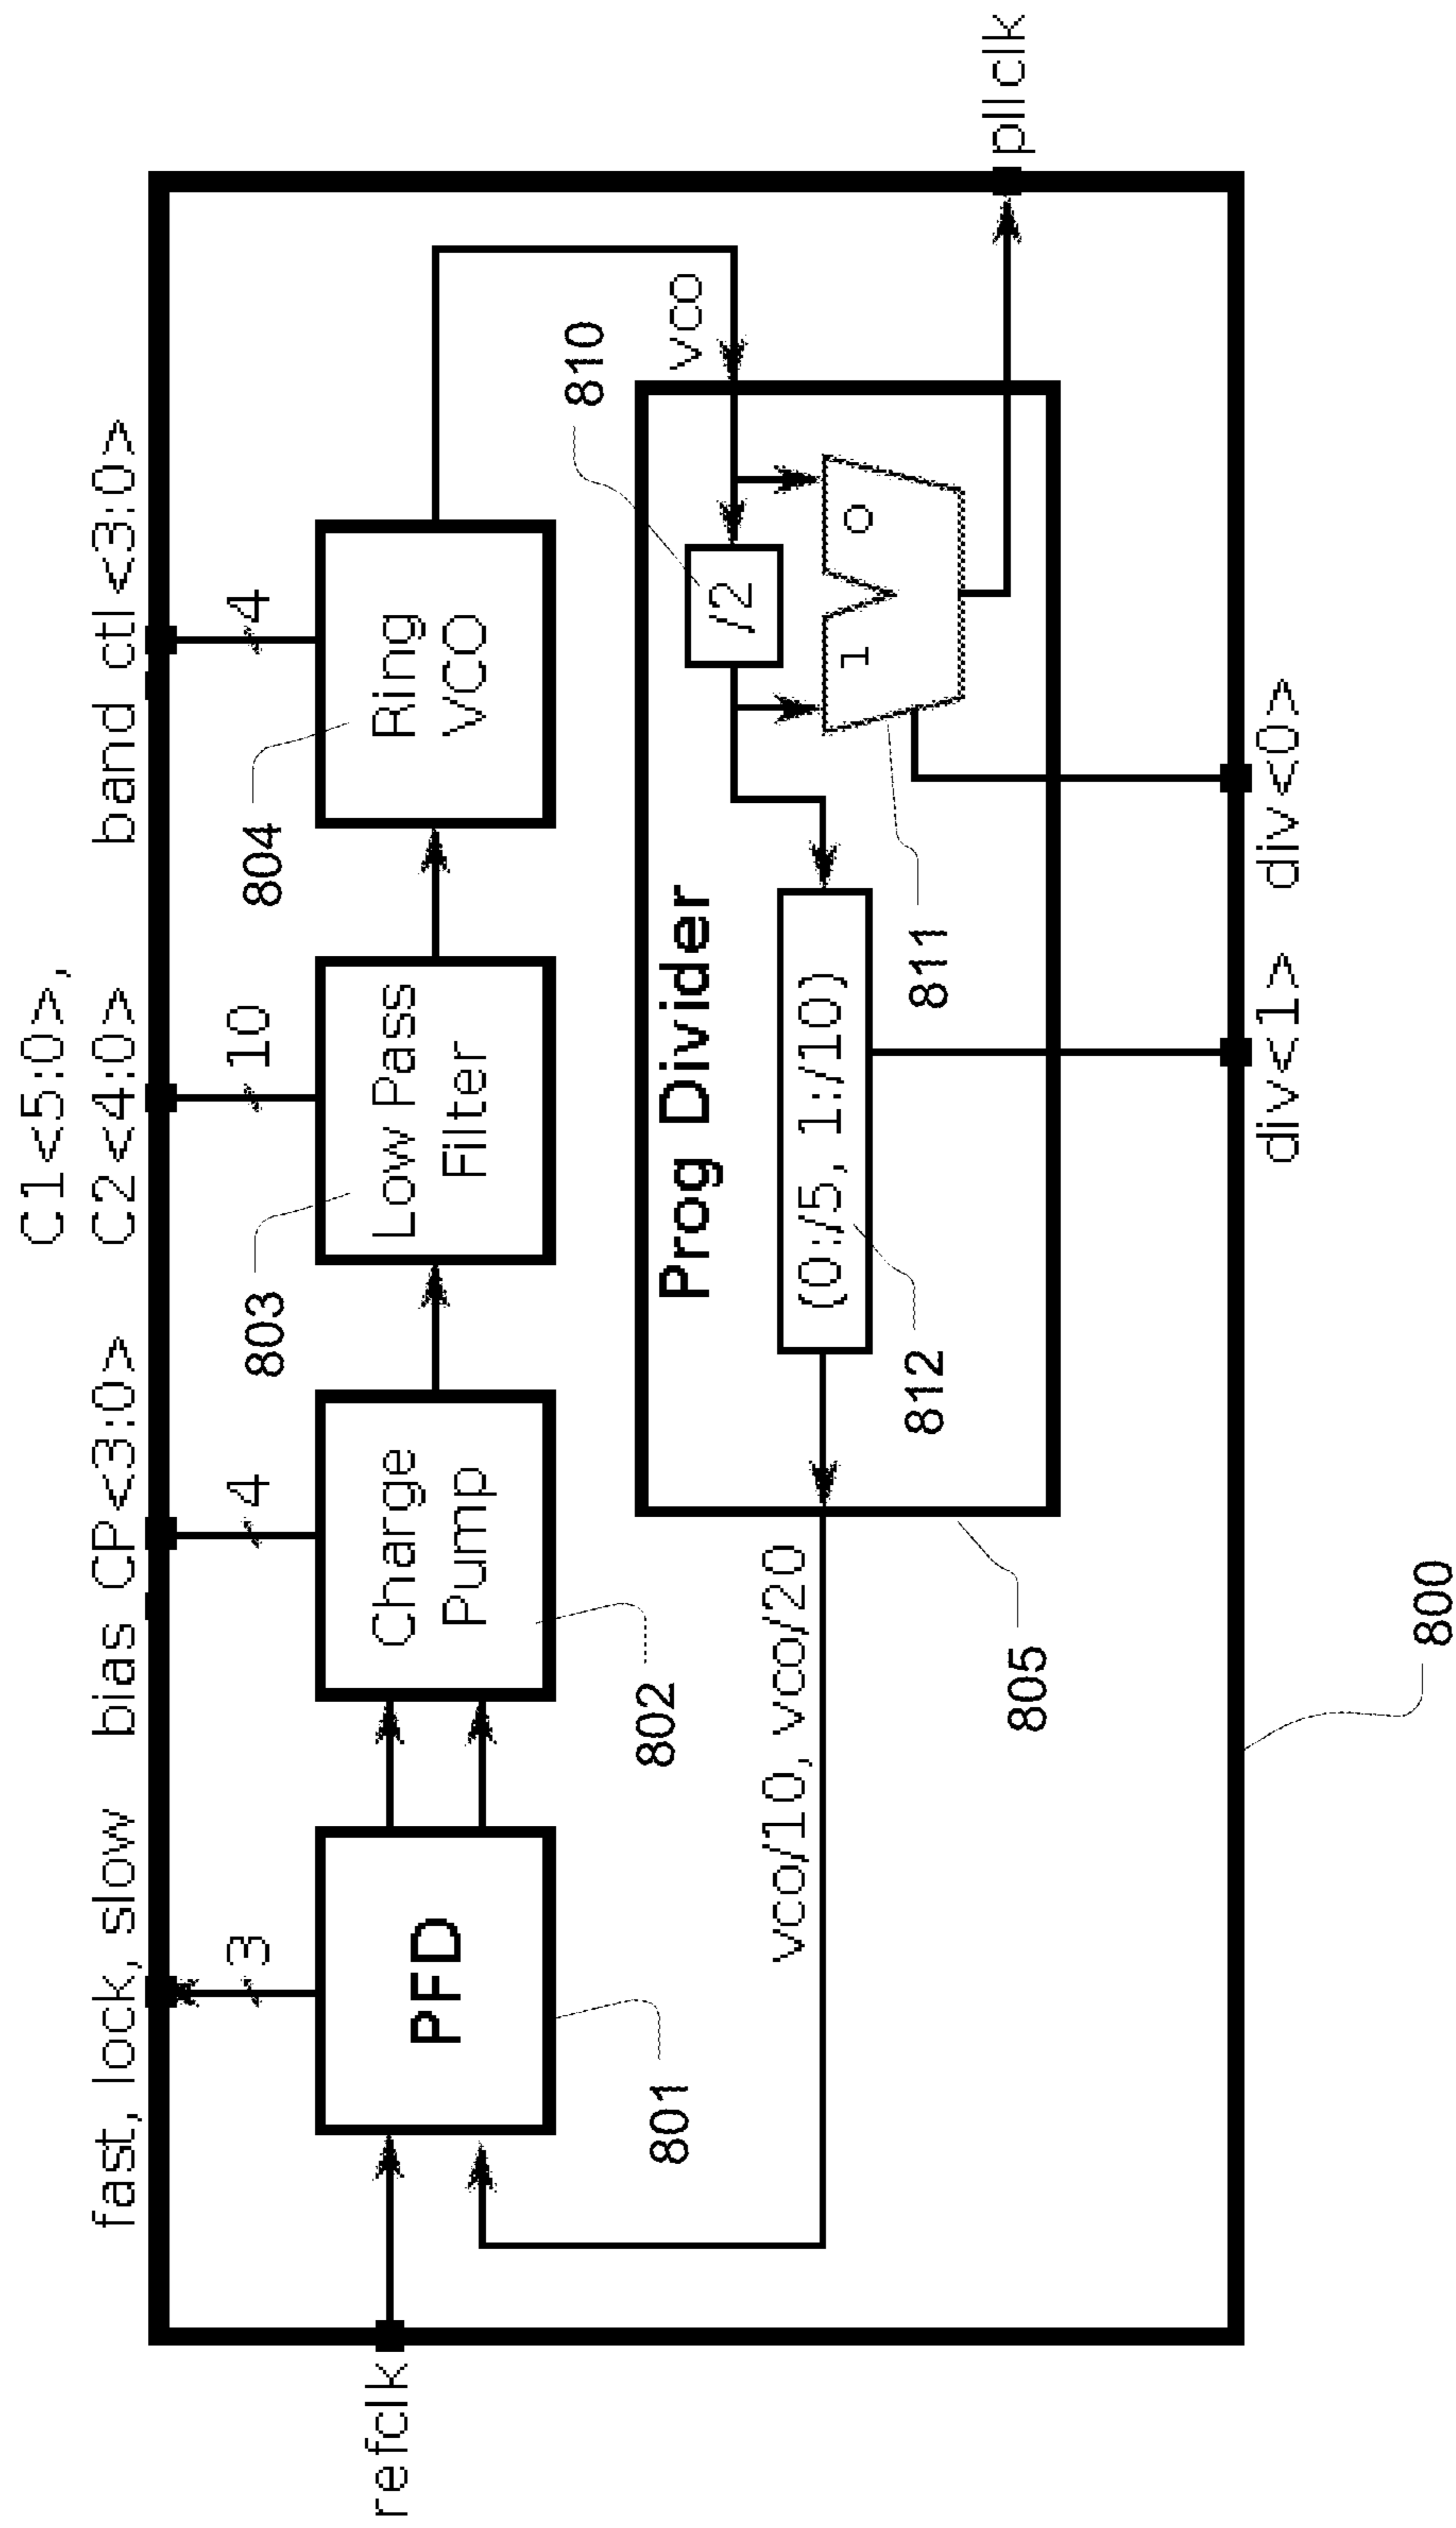 C1<5:0>,
fast, lock, slow
bias CP<3:0>
C2<4:0>
band ctl<3:0>
3
4
10
4
803
804
refclk
PFD
Charge
Pump
Low Pass
Filter
Ring
VCO
801
802
810
vco
Prog Divider
/2
vco/10, vco/20
(0:/5, 1:/10)
1
0
812
811
805
pllclk
div<1>
div<0>
800